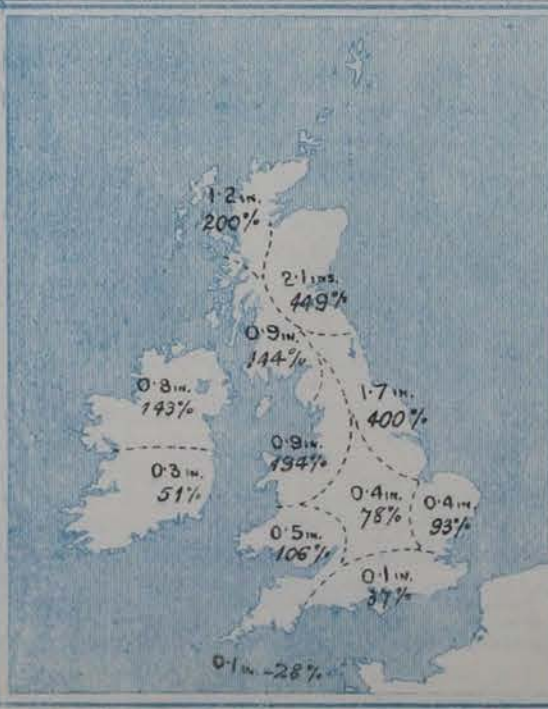 1·2 IN.
200%
2·1 INS.
449%
0·9 IN.
144%
0·8 IN.
143%
1·7 IN.
400%
0·3 IN.
51%
0·9 IN.
194%
0·4 IN.
78%
0·4 IN.
93%
0·5 IN.
106%
0·1 IN.
37%
0·1 IN. - 28%